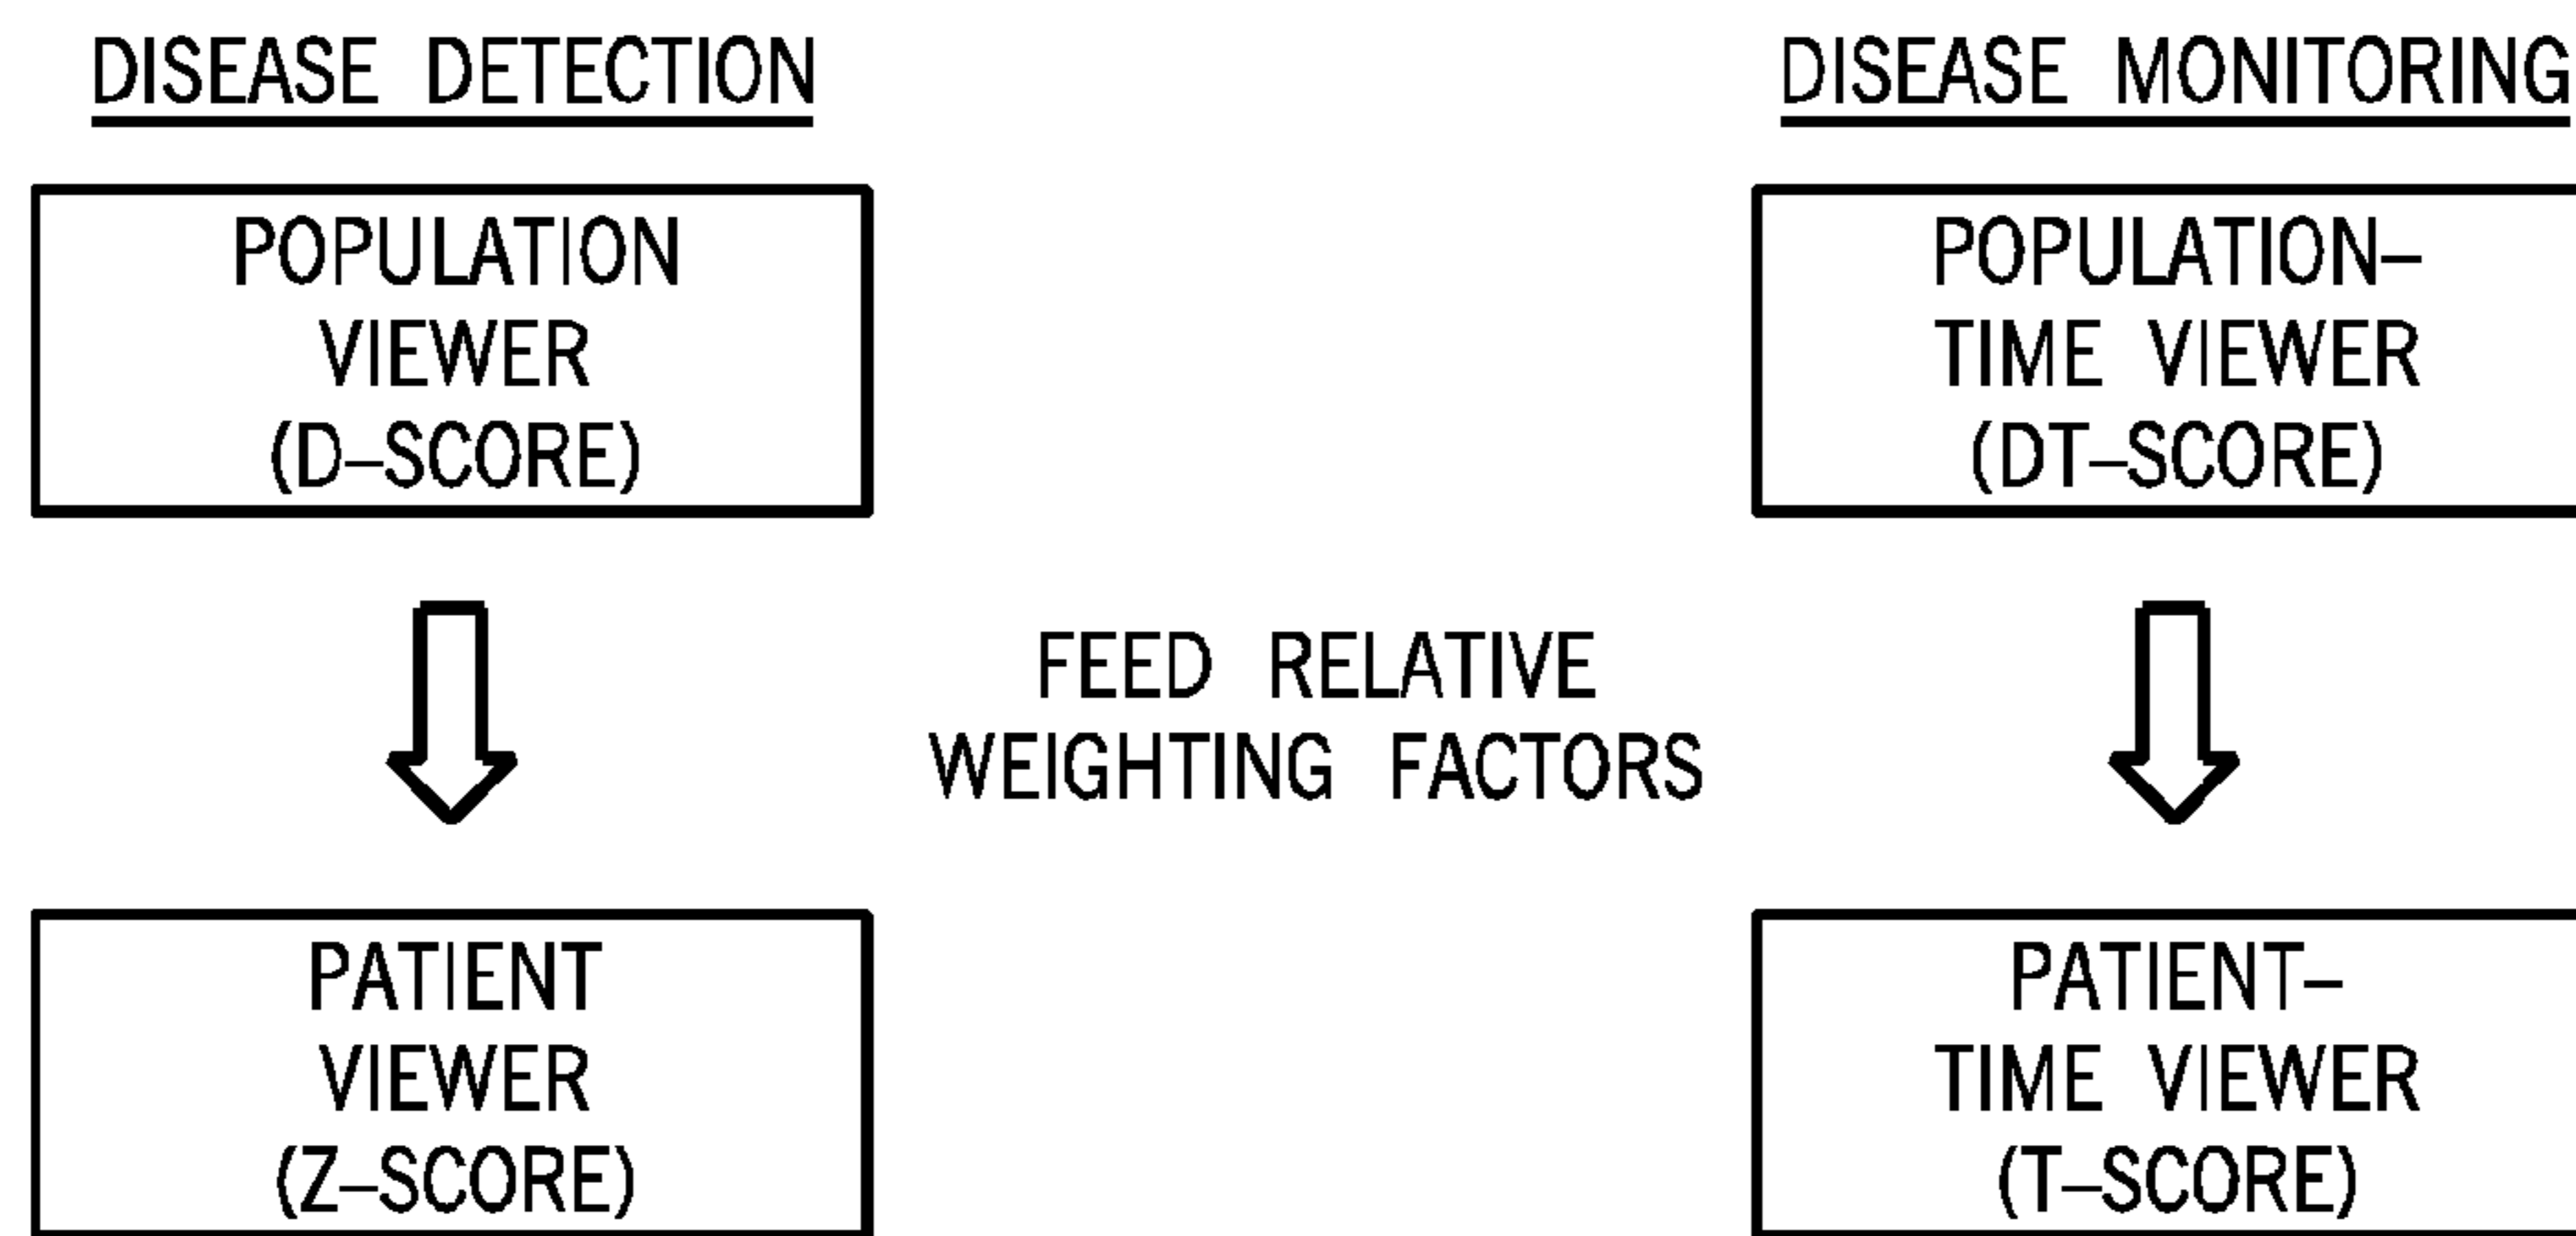 DISEASE DETECTION
POPULATION
VIEWER
(D–SCORE)
PATIENT
VIEWER
(Z–SCORE)
FEED RELATIVE
WEIGHTING FACTORS
DISEASE MONITORING
POPULATION–
TIME VIEWER
(DT–SCORE)
PATIENT–
TIME VIEWER
(T–SCORE)